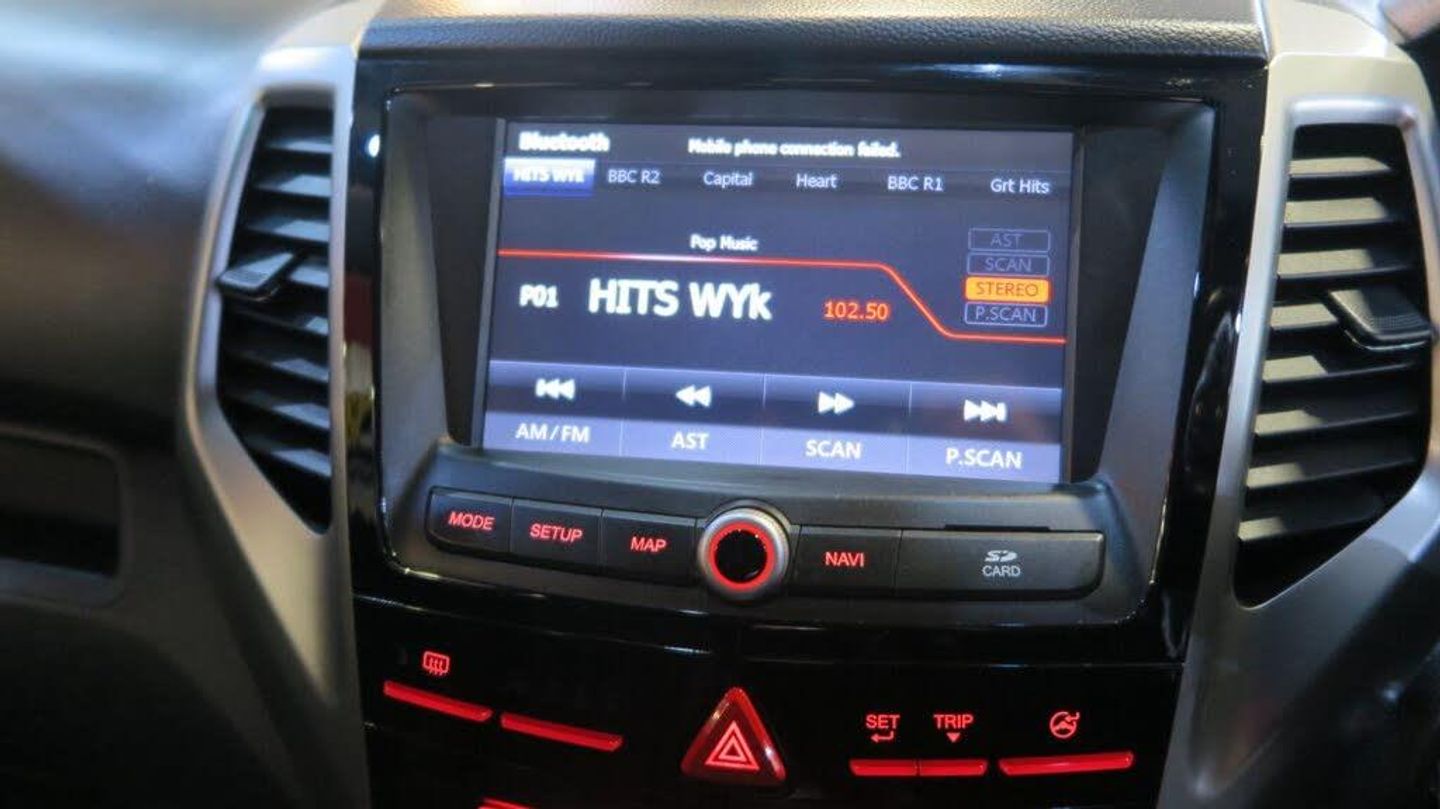 Bluetooth Mobile phone connection failed.
HITS WYk BBC R2 Capital Heart BBC R1 Grt Hits
Pop Music
AST
SCAN
STEREO
P.SCAN
P01 HITS WYk 102.50
AM/FM AST SCAN P.SCAN
MODE SETUP MAP NAVI SD CARD
SET TRIP